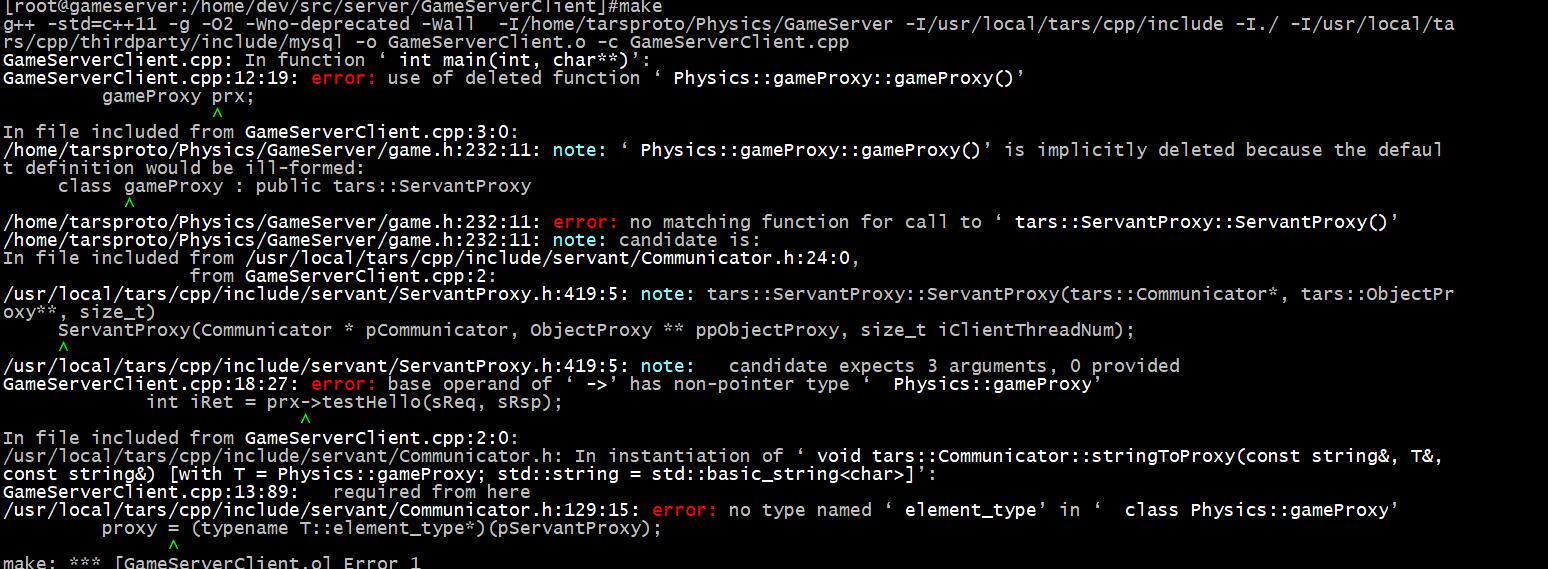 [root@gameserver:/home/dev/src/server/GameServerClient]#make
g++ -std=c++11 -g -O2 -Wno-deprecated -Wall  -I/home/tarsproto/Physics/GameServer -I/usr/local/tars/cpp/include -I./ -I/usr/local/ta
rs/cpp/thirdparty/include/mysql -o GameServerClient.o -c GameServerClient.cpp
GameServerClient.cpp: In function ‘ int main(int, char**)’:
GameServerClient.cpp:12:19: error: use of deleted function ‘ Physics::gameProxy::gameProxy()’
         gameProxy prx;
                   ^
In file included from GameServerClient.cpp:3:0:
/home/tarsproto/Physics/GameServer/game.h:232:11: note: ‘ Physics::gameProxy::gameProxy()’ is implicitly deleted because the defaul
t definition would be ill-formed:
     class gameProxy : public tars::ServantProxy
           ^
/home/tarsproto/Physics/GameServer/game.h:232:11: error: no matching function for call to ‘ tars::ServantProxy::ServantProxy()’
/home/tarsproto/Physics/GameServer/game.h:232:11: note: candidate is:
In file included from /usr/local/tars/cpp/include/servant/Communicator.h:24:0,
                 from GameServerClient.cpp:2:
/usr/local/tars/cpp/include/servant/ServantProxy.h:419:5: note: tars::ServantProxy::ServantProxy(tars::Communicator*, tars::ObjectPr
oxy**, size_t)
     ServantProxy(Communicator * pCommunicator, ObjectProxy ** ppObjectProxy, size_t iClientThreadNum);
     ^
/usr/local/tars/cpp/include/servant/ServantProxy.h:419:5: note:   candidate expects 3 arguments, 0 provided
GameServerClient.cpp:18:27: error: base operand of ‘ ->’ has non-pointer type ‘  Physics::gameProxy’
             int iRet = prx->testHello(sReq, sRsp);
                           ^
In file included from GameServerClient.cpp:2:0:
/usr/local/tars/cpp/include/servant/Communicator.h: In instantiation of ‘ void tars::Communicator::stringToProxy(const string&, T&, 
const string&) [with T = Physics::gameProxy; std::string = std::basic_string<char>]’:
GameServerClient.cpp:13:89:   required from here
/usr/local/tars/cpp/include/servant/Communicator.h:129:15: error: no type named ‘ element_type’ in ‘  class Physics::gameProxy’
         proxy = (typename T::element_type*)(pServantProxy);
               ^
make: *** [GameServerClient.o] Error 1